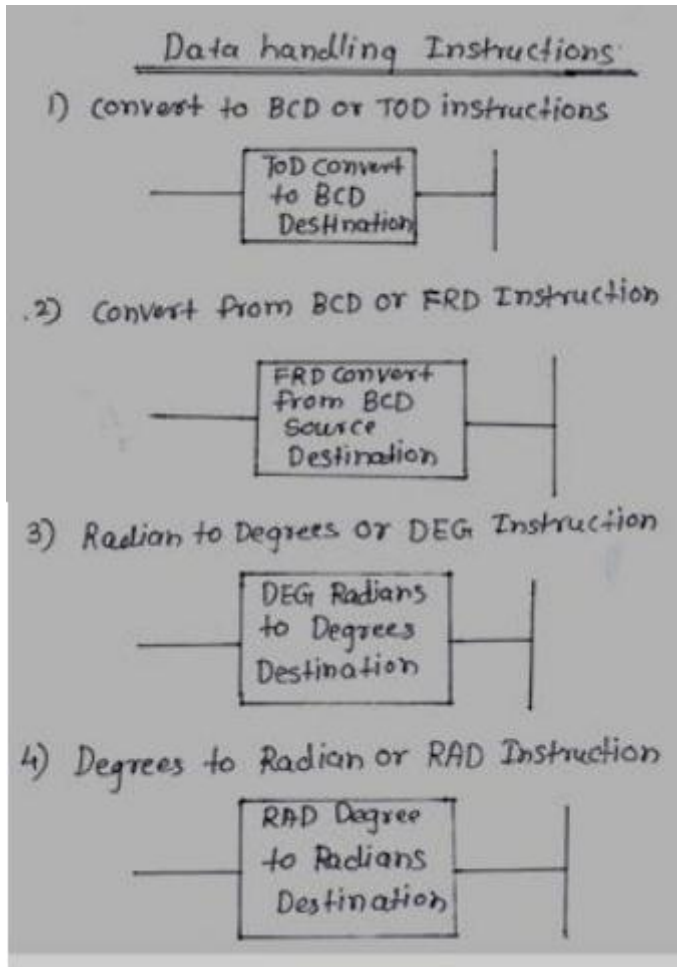 Data handling Instructions
1) Convert to BCD or TOD instructions
TOD Convert
to BCD
Destination
2) Convert from BCD or FRD Instruction
FRD Convert
from BCD
Source
Destination
3) Radian to Degrees or DEG Instruction
DEG Radians
to Degrees
Destination
4) Degrees to Radian or RAD Instruction
RAD Degree
to Radians
Destination